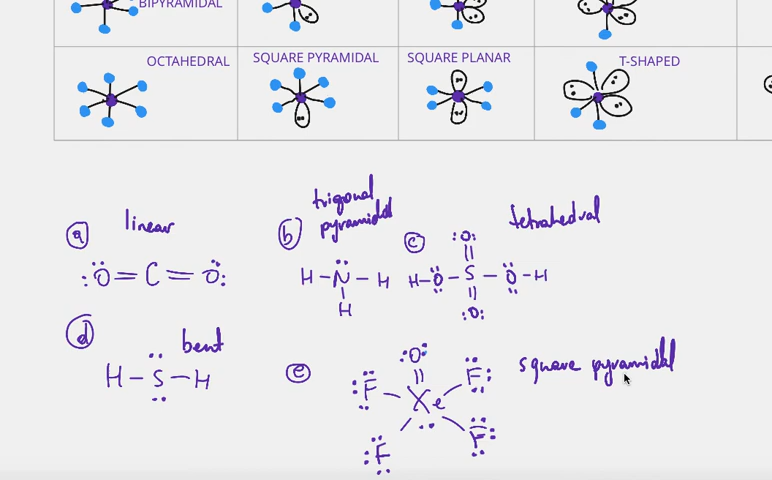 BIPYRAMIDAL
OCTAHEDRAL
SQUARE PYRAMIDAL
SQUARE PLANAR
T-SHAPED
a linear
:Ö=C=Ö:
b trigonal
pyramidal
H-N̈-H
H
c tetrahedral
:O:
H-Ö-S-Ö-H
:O:
d bent
H-S-H
e square pyramidal
:O:
:F Xe F:
:F F: